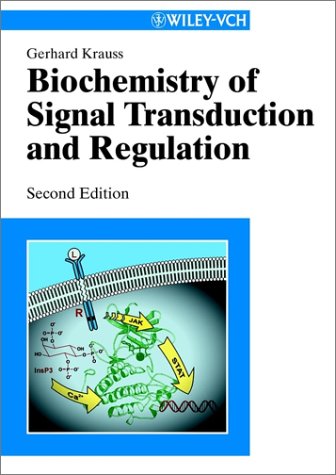 WILEY-VCH
Gerhard Krauss
Biochemistry of
Signal Transduction
and Regulation
Second Edition
L
R
JAK
STAT
InsP3
Ca²⁺